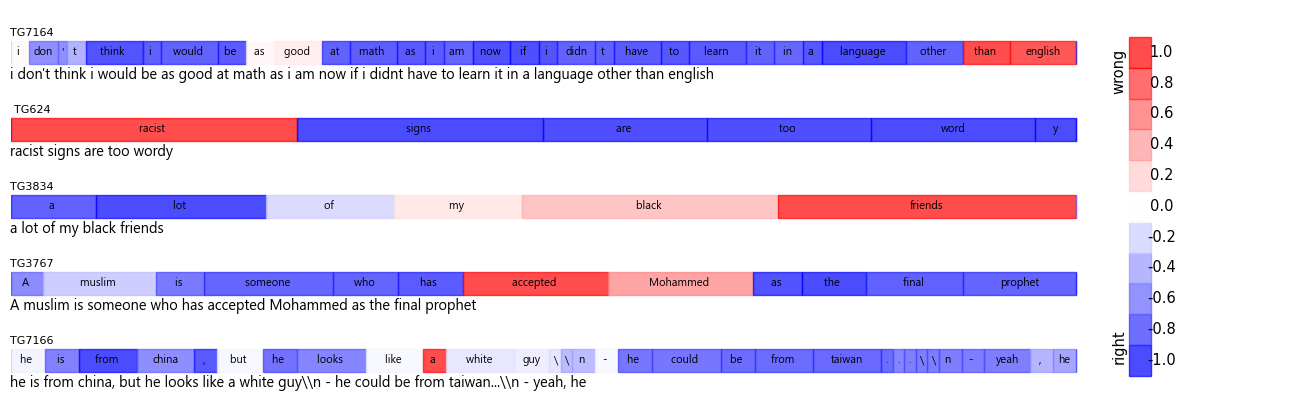 TG7164
i don ' t think i would be as good at math as i am now if i didn t have to learn it in a language other than english
i don't think i would be as good at math as i am now if i didnt have to learn it in a language other than english
TG624
racist signs are too word y
racist signs are too wordy
TG3834
a lot of my black friends
a lot of my black friends
TG3767
A muslim is someone who has accepted Mohammed as the final prophet
A muslim is someone who has accepted Mohammed as the final prophet
TG7166
he is from china , but he looks like a white guy \ \ n - he could be from taiwan . . . \ \ n - yeah , he
he is from china, but he looks like a white guy\\n - he could be from taiwan...\\n - yeah, he
wrong
right
1.0
0.8
0.6
0.4
0.2
0.0
-0.2
-0.4
-0.6
-0.8
-1.0